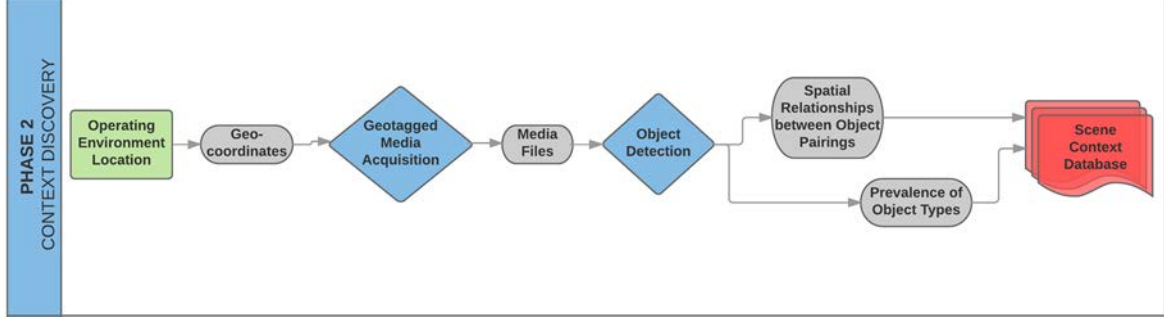 PHASE 2
CONTEXT DISCOVERY
Operating
Environment
Location
Geo-
coordinates
Geotagged
Media
Acquisition
Media
Files
Object
Detection
Spatial
Relationships
between Object
Pairings
Prevalence of
Object Types
Scene
Context
Database